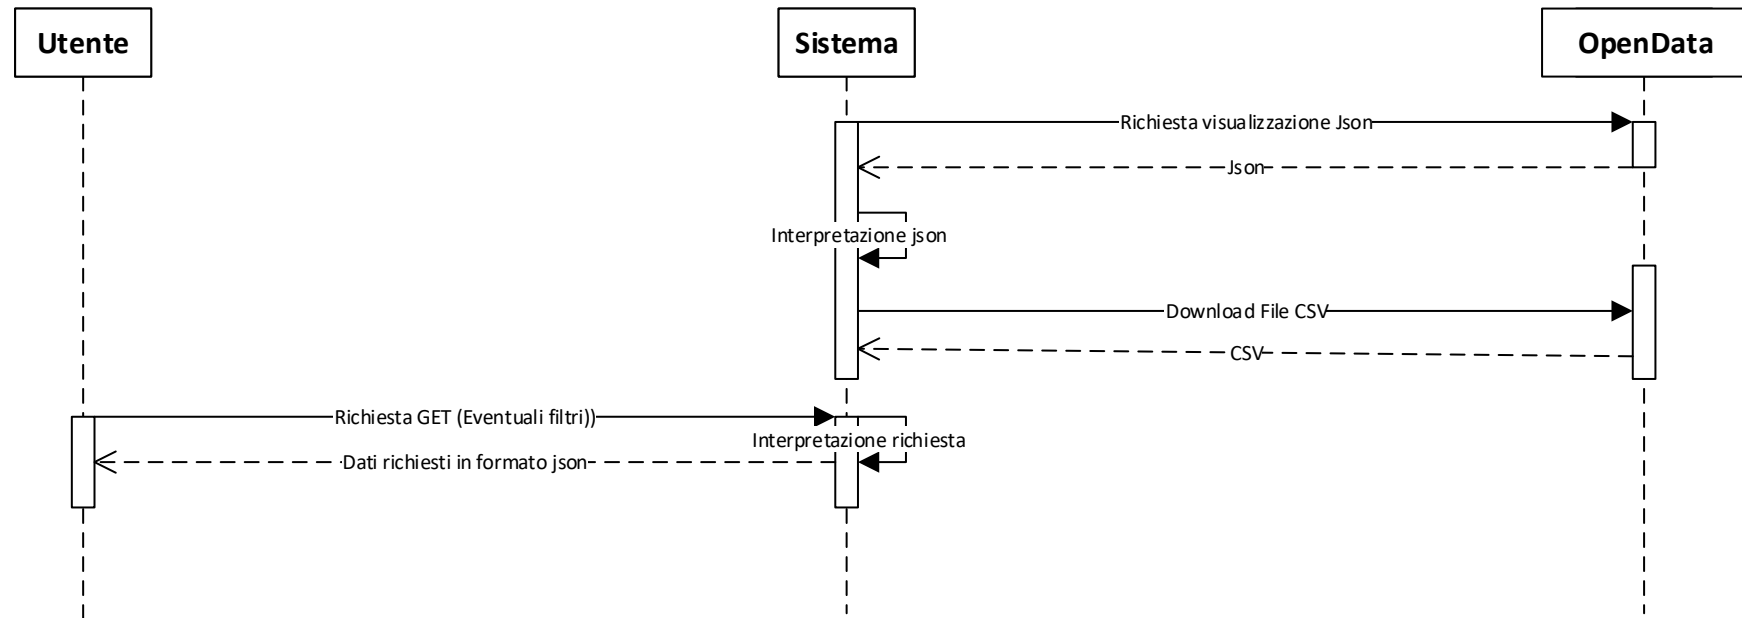 Utente
Sistema
OpenData
Richiesta visualizzazione Json
Json
Interpretazione json
Download File CSV
CSV
Richiesta GET (Eventuali filtri))
Interpretazione richiesta
Dati richiesti in formato json